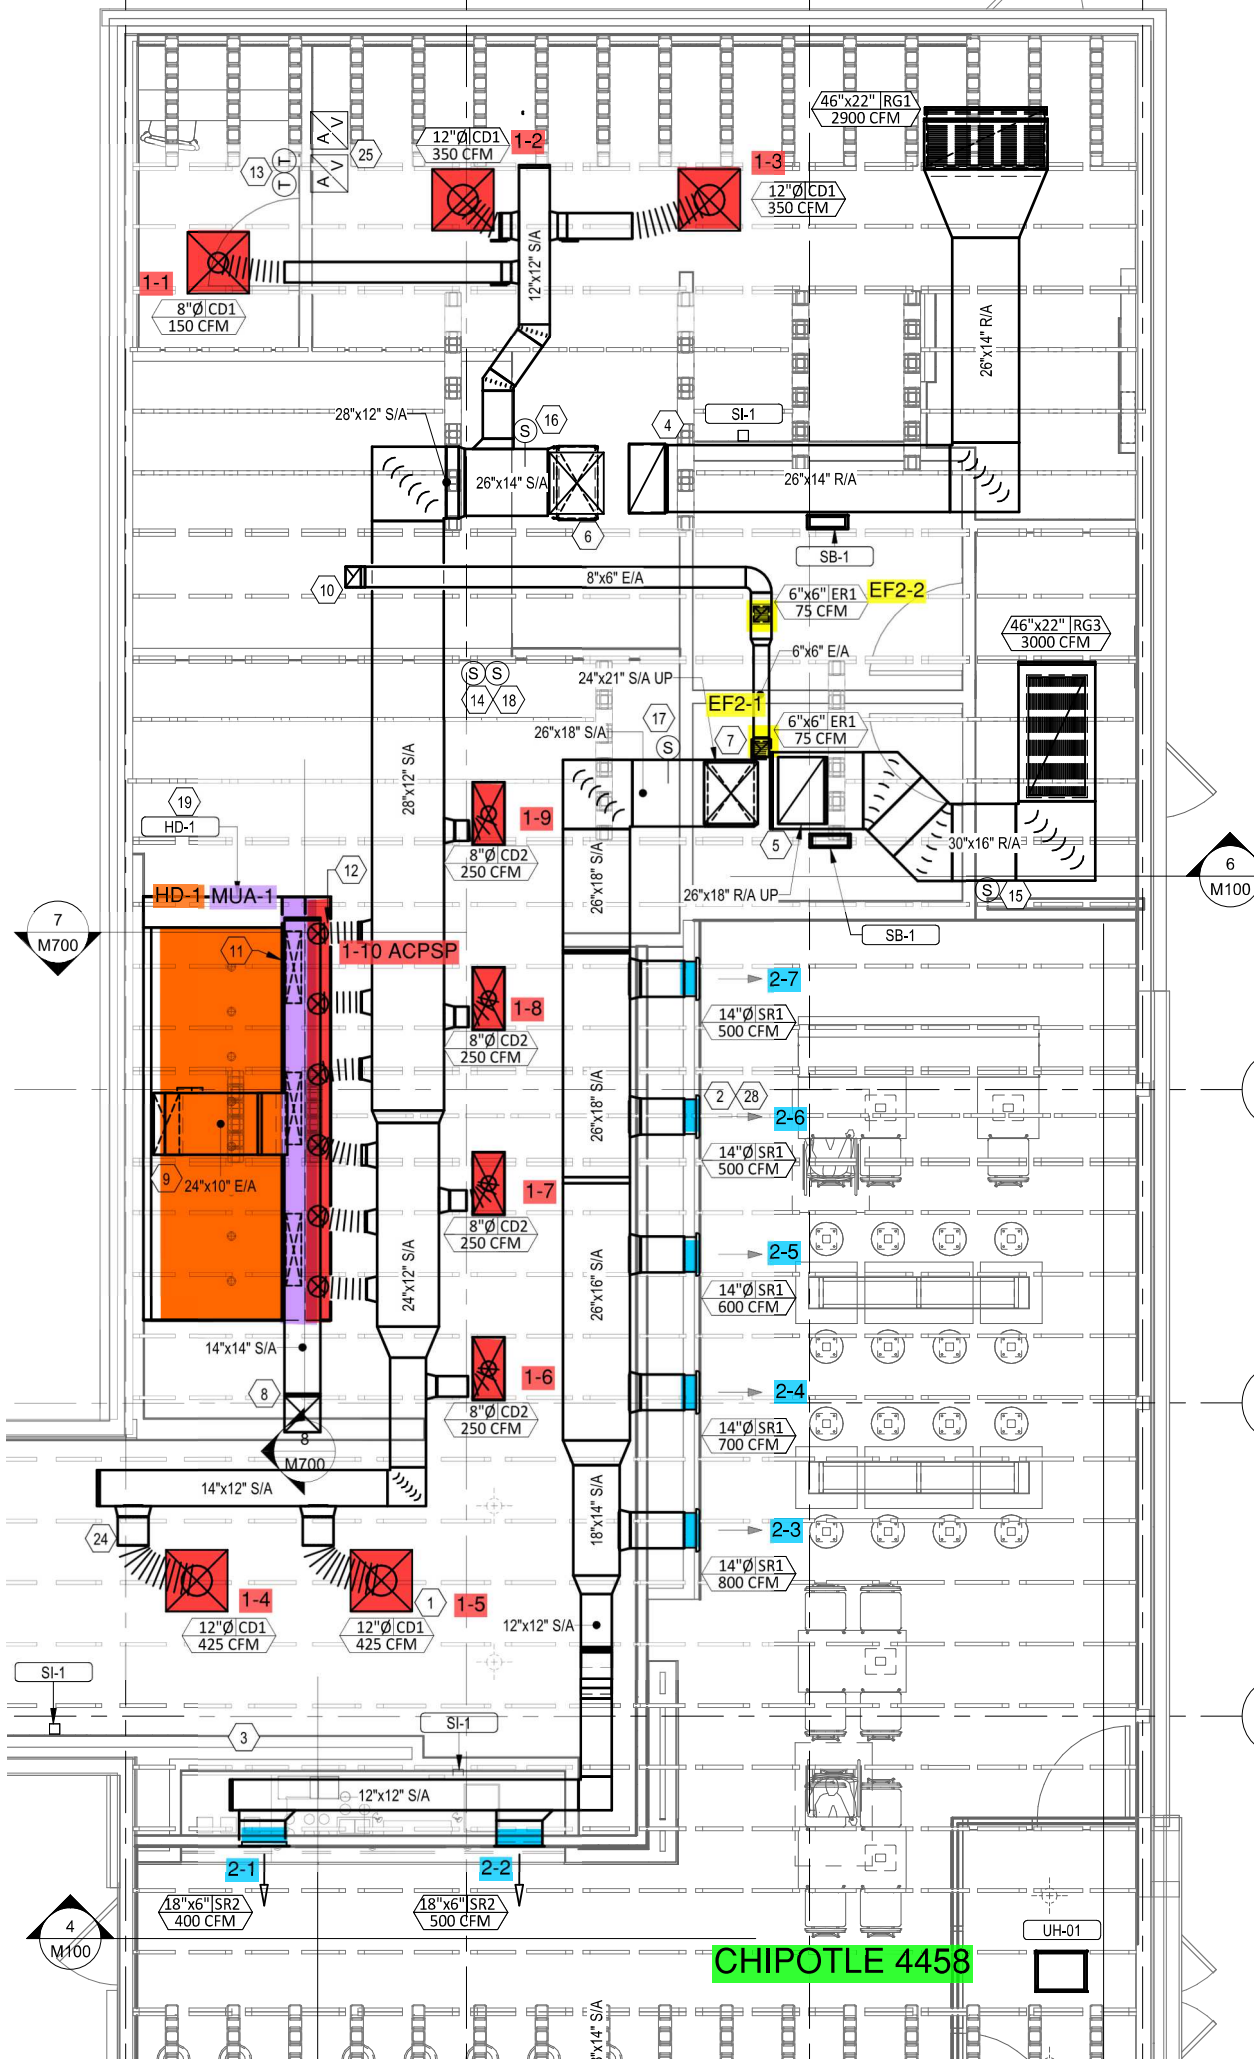 46"x22" RG1
2900 CFM
12"Ø CD1
350 CFM
1-2
A V
A V
25
13
T
T
1-3
12"Ø CD1
350 CFM
1-1
8"Ø CD1
150 CFM
12"x12" S/A
26"x14" R/A
28"x12" S/A
16
S
4
SI-1
26"x14" S/A
26"x14" R/A
6
SB-1
10
8"x6" E/A
6"x6" ER1
75 CFM
EF2-2
46"x22" RG3
3000 CFM
6"x6" E/A
S S
14 18
24"x21" S/A UP
EF2-1
17
6"x6" ER1
75 CFM
26"x18" S/A
S
7
28"x12" S/A
19
HD-1
1-9
8"Ø CD2
250 CFM
5
30"x16" R/A
26"x18" S/A
12
HD-1 MUA-1
26"x18" R/A UP
S
15
6
M100
7
M700
SB-1
11
1-10 ACPSP
2-7
1-8
14"Ø SR1
500 CFM
8"Ø CD2
250 CFM
26"x18" S/A
2 28
2-6
14"Ø SR1
500 CFM
9
24"x10" E/A
1-7
8"Ø CD2
250 CFM
2-5
24"x12" S/A
26"x16" S/A
14"Ø SR1
600 CFM
14"x14" S/A
1-6
8
2-4
8"Ø CD2
250 CFM
14"Ø SR1
700 CFM
8
M700
14"x12" S/A
18"x14" S/A
24
2-3
14"Ø SR1
800 CFM
1-4
1
1-5
12"Ø CD1
425 CFM
12"Ø CD1
425 CFM
12"x12" S/A
SI-1
SI-1
3
12"x12" S/A
2-1
2-2
18"x6" SR2
400 CFM
18"x6" SR2
500 CFM
4
M100
UH-01
CHIPOTLE 4458